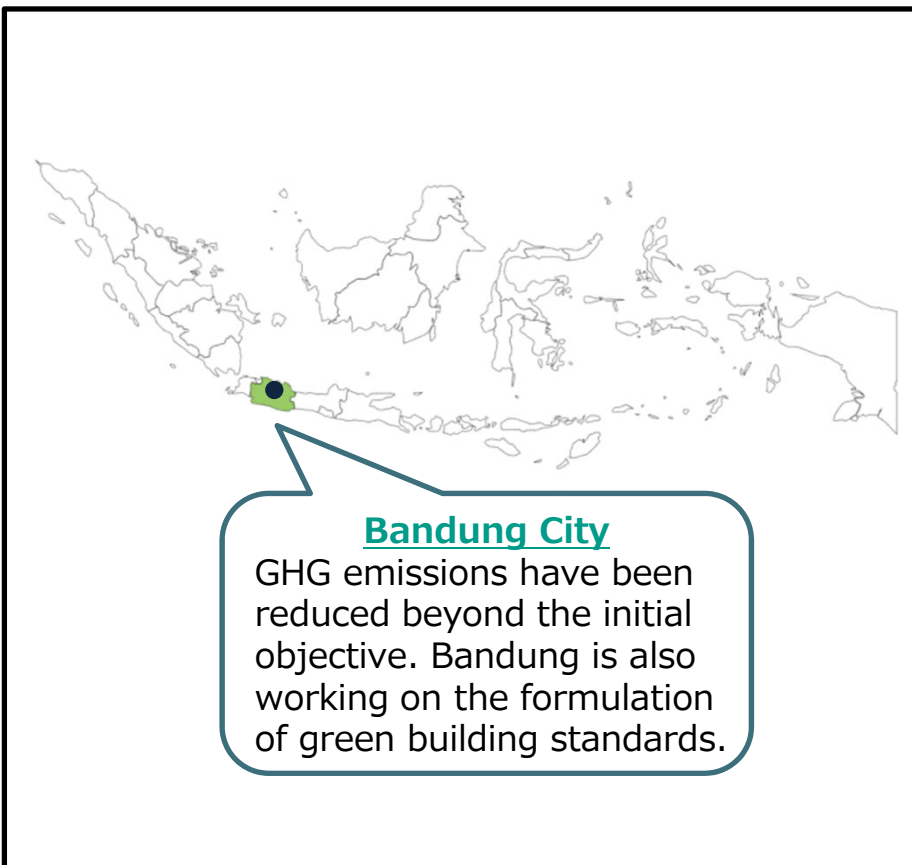 Bandung City
GHG emissions have been
reduced beyond the initial
objective. Bandung is also
working on the formulation
of green building standards.